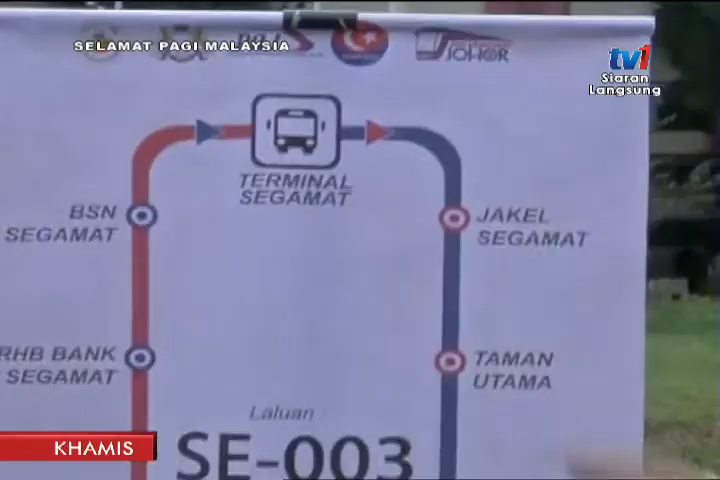 SELAMAT PAGI MALAYSIA
JOHOR
tv1
Siaran
Langsung
TERMINAL
SEGAMAT
BSN
SEGAMAT
JAKEL
SEGAMAT
RHB BANK
SEGAMAT
TAMAN
UTAMA
Laluan :
SE-003
KHAMIS